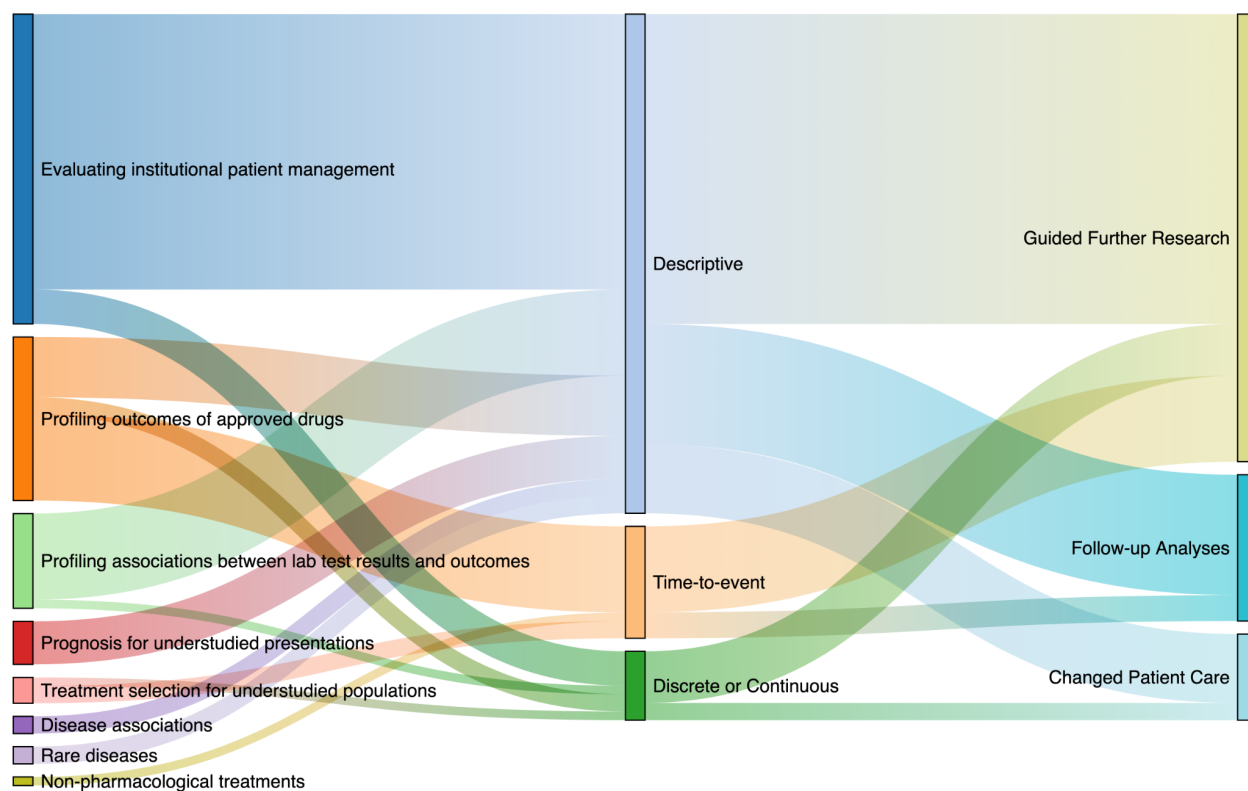 Evaluating institutional patient management
Profiling outcomes of approved drugs
Profiling associations between lab test results and outcomes
Prognosis for understudied presentations
Treatment selection for understudied populations
Disease associations
Rare diseases
Non-pharmacological treatments
Descriptive
Time-to-event
Discrete or Continuous
Guided Further Research
Follow-up Analyses
Changed Patient Care